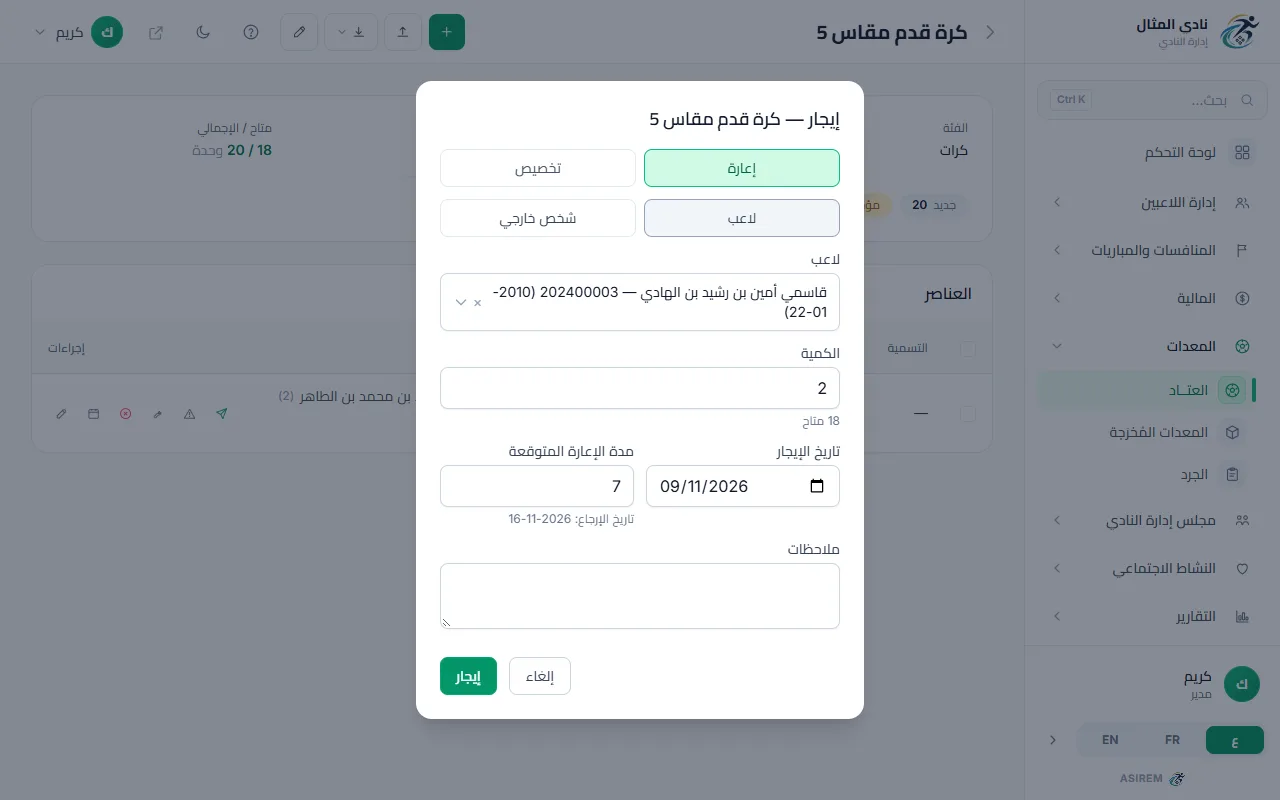 نادي المثال
إدارة النادي
بحث...
Ctrl K
لوحة التحكم
إدارة اللاعبين
المنافسات والمباريات
المالية
المعدات
العتــاد
المعدات المُخرَجة
الجرد
مجلس إدارة النادي
النشاط الاجتماعي
التقارير
ك
كريم
مدير
ع
FR
EN
ASIREM
كرة قدم مقاس 5
ك
كريم
الفئة
كرات
متاح / الإجمالي
18 / 20 وحدة
جديد 20
العناصر
التسمية
إجراءات
—
بن محمد بن الطاهر (2)
إيجار — كرة قدم مقاس 5
إعارة
تخصيص
لاعب
شخص خارجي
لاعب
قاسمي أمين بن رشيد بن الهادي — 202400003 (2010-
01-22)
الكمية
2
18 متاح
تاريخ الإيجار
09/11/2026
مدة الإعارة المتوقعة
7
تاريخ الإرجاع: 2026-11-16
ملاحظات
إلغاء
إيجار